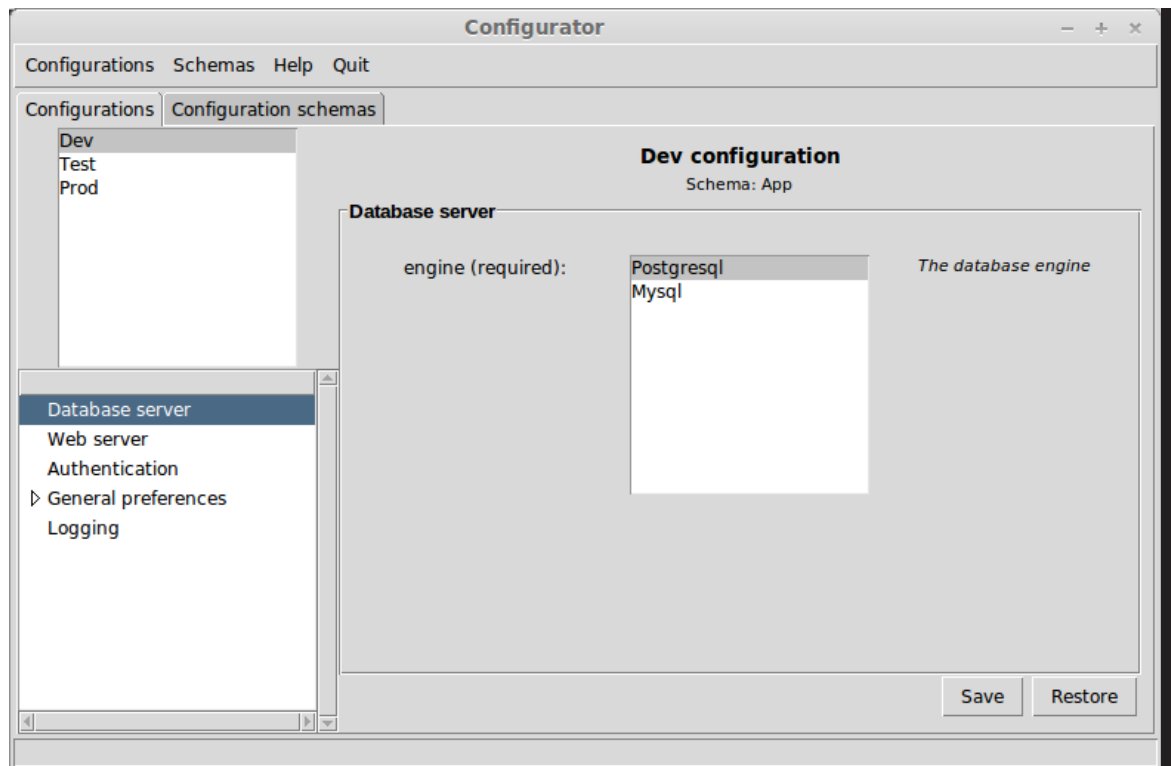 Configurator
Configurations Schemas Help Quit
Configurations Configuration schemas
Dev
Test
Prod
Database server
Web server
Authentication
General preferences
Logging
Dev configuration
Schema: App
Database server
engine (required):
Postgresql
Mysql
The database engine
Save Restore